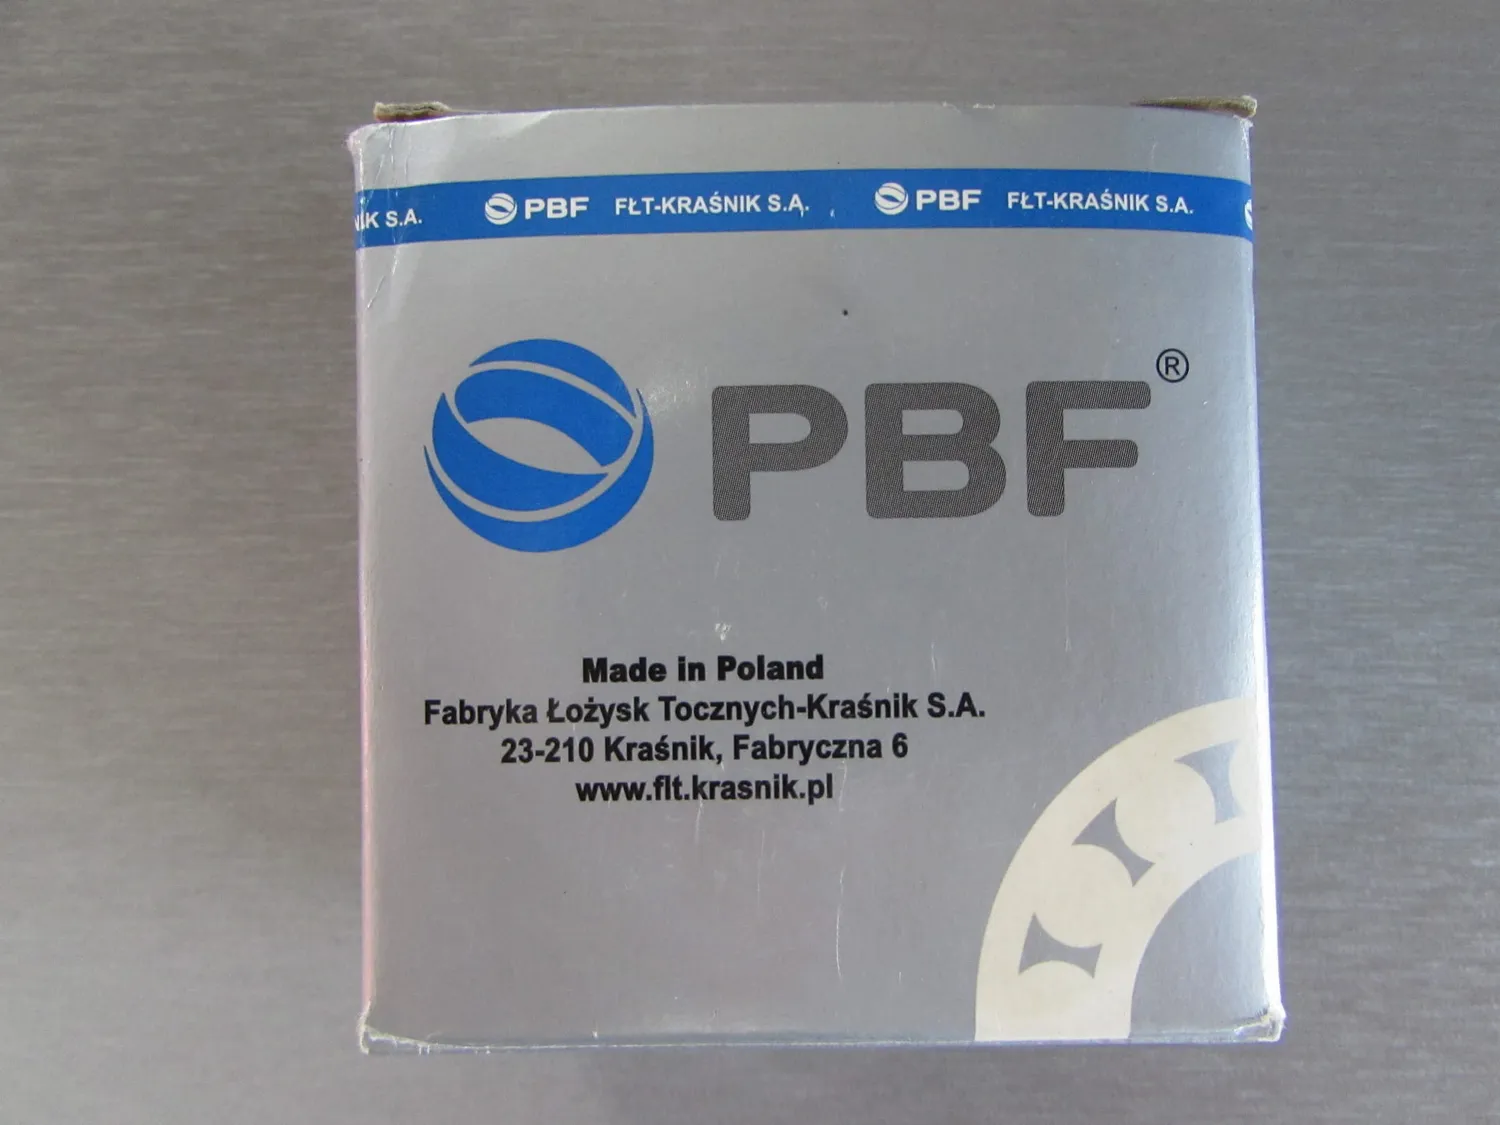 K S.A. PBF FŁT-KRAŚNIK S.A. PBF FŁT-KRAŚNIK S.A.
PBF®
Made in Poland
Fabryka Łożysk Tocznych-Kraśnik S.A.
23-210 Kraśnik, Fabryczna 6
www.flt.krasnik.pl